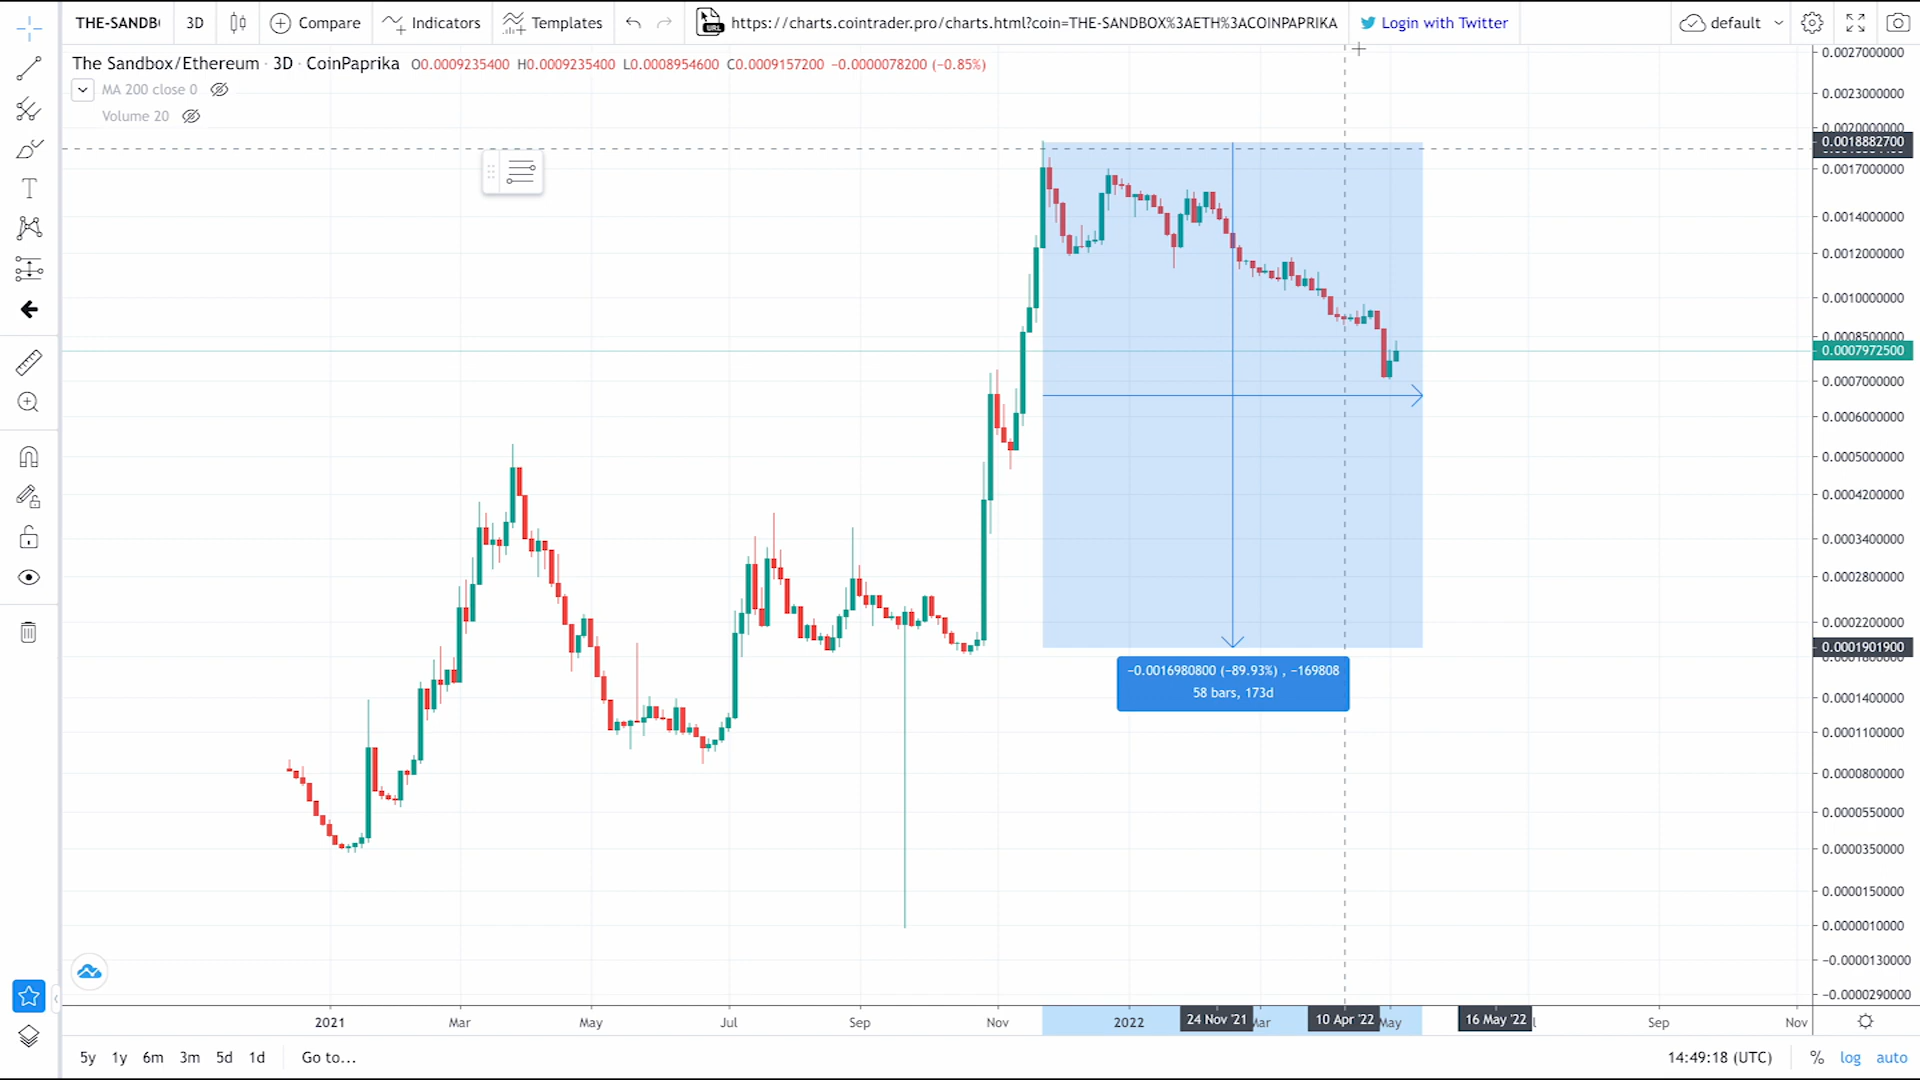 THE-SANDB
3D
Compare
Indicators
Templates
URL
https://charts.cointrader.pro/charts.html?coin=THE-SANDBOX%3AETH%3ACOINPAPRIKA
Login with Twitter
default
The Sandbox/Ethereum · 3D · CoinPaprika O0.0009235400 H0.0009235400 L0.0008954600 C0.0009157200 −0.0000078200 (−0.85%)
MA 200 close 0
Volume 20
0.0027000000
0.0023000000
0.0020000000
0.0018882700
0.0017000000
0.0014000000
0.0012000000
0.0010000000
0.0008500000
0.0007972500
0.0007000000
0.0006000000
0.0005000000
0.0004200000
0.0003400000
0.0002800000
0.0002200000
0.0001901900
0.0001400000
0.0001100000
0.0000800000
0.0000550000
0.0000350000
0.0000150000
0.0000010000
−0.0000130000
−0.0000290000
−0.0016980800 (−89.93%) , −169808
58 bars, 173d
2021
Mar
May
Jul
Sep
Nov
2022
24 Nov '21
Mar
10 Apr '22
May
16 May '22
Sep
Nov
5y 1y 6m 3m 5d 1d Go to...
14:49:18 (UTC) % log auto